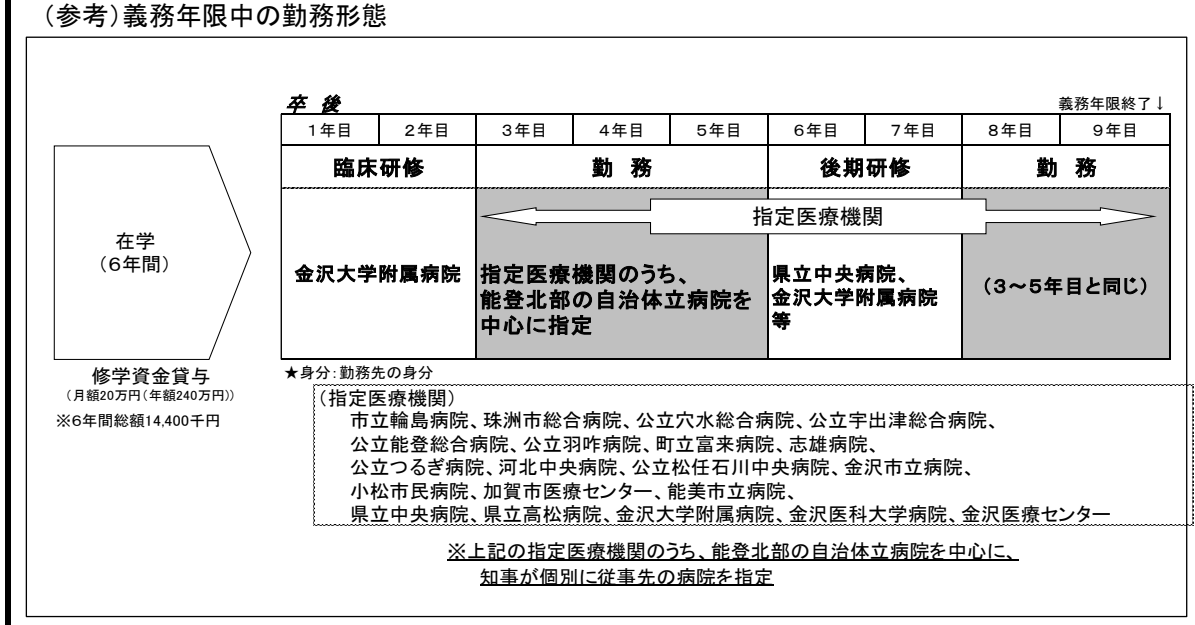 （参考）義務年限中の勤務形態
卒 後
義務年限終了↓
1年目 2年目 3年目 4年目 5年目 6年目 7年目 8年目 9年目
臨床研修 勤 務 後期研修 勤 務
指定医療機関
在学
（6年間）
金沢大学附属病院
指定医療機関のうち、
能登北部の自治体立病院を
中心に指定
県立中央病院、
金沢大学附属病院
等
（3～5年目と同じ）
修学資金貸与
（月額20万円（年額240万円））
※6年間総額14,400千円
★身分：勤務先の身分
（指定医療機関）
市立輪島病院、珠洲市総合病院、公立穴水総合病院、公立宇出津総合病院、
公立能登総合病院、公立羽咋病院、町立富来病院、志雄病院、
公立つるぎ病院、河北中央病院、公立松任石川中央病院、金沢市立病院、
小松市民病院、加賀市医療センター、能美市立病院、
県立中央病院、県立高松病院、金沢大学附属病院、金沢医科大学病院、金沢医療センター
※上記の指定医療機関のうち、能登北部の自治体立病院を中心に、
知事が個別に従事先の病院を指定